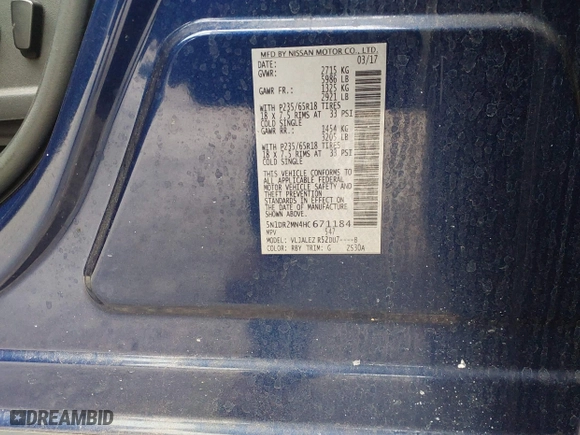 MFD BY NISSAN MOTOR CO., LTD.
DATE: 03/17
GVWR: 2715 KG
5986 LB
GAWR FR.: 1325 KG
2921 LB
WITH P235/65R18 TIRES
18 X 7.5 RIMS AT 33 PSI
COLD SINGLE
GAWR RR.: 1454 KG
3205 LB
WITH P235/65R18 TIRES
18 X 7.5 RIMS AT 33 PSI
COLD SINGLE
THIS VEHICLE CONFORMS TO
ALL APPLICABLE FEDERAL
MOTOR VEHICLE SAFETY AND
THEFT PREVENTION
STANDARDS IN EFFECT ON THE
DATE OF MANUFACTURE SHOWN
ABOVE.
5N1DR2MN4HC671184
MPV 547
MODEL: VLJALEZ R52DU7----B
COLOR: RBY TRIM: G ZS3DA
DREAMBID